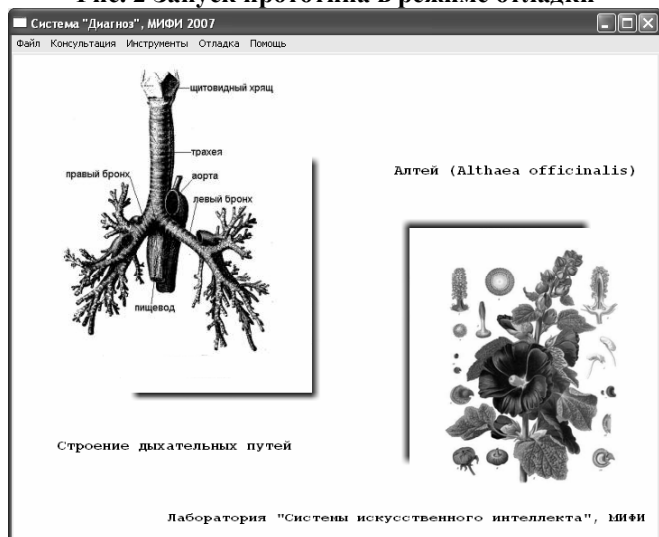 Рис. 2 Запуск прототипа в режиме отладки
Система "Диагноз", МИФИ 2007
Файл Консультация Инструменты Отладка Помощь
щитовидный хрящ
трахея
правый бронх
аорта
левый бронх
пищевод
Алтей (Althaea officinalis)
Строение дыхательных путей
Лаборатория "Системы искусственного интеллекта", МИФИ